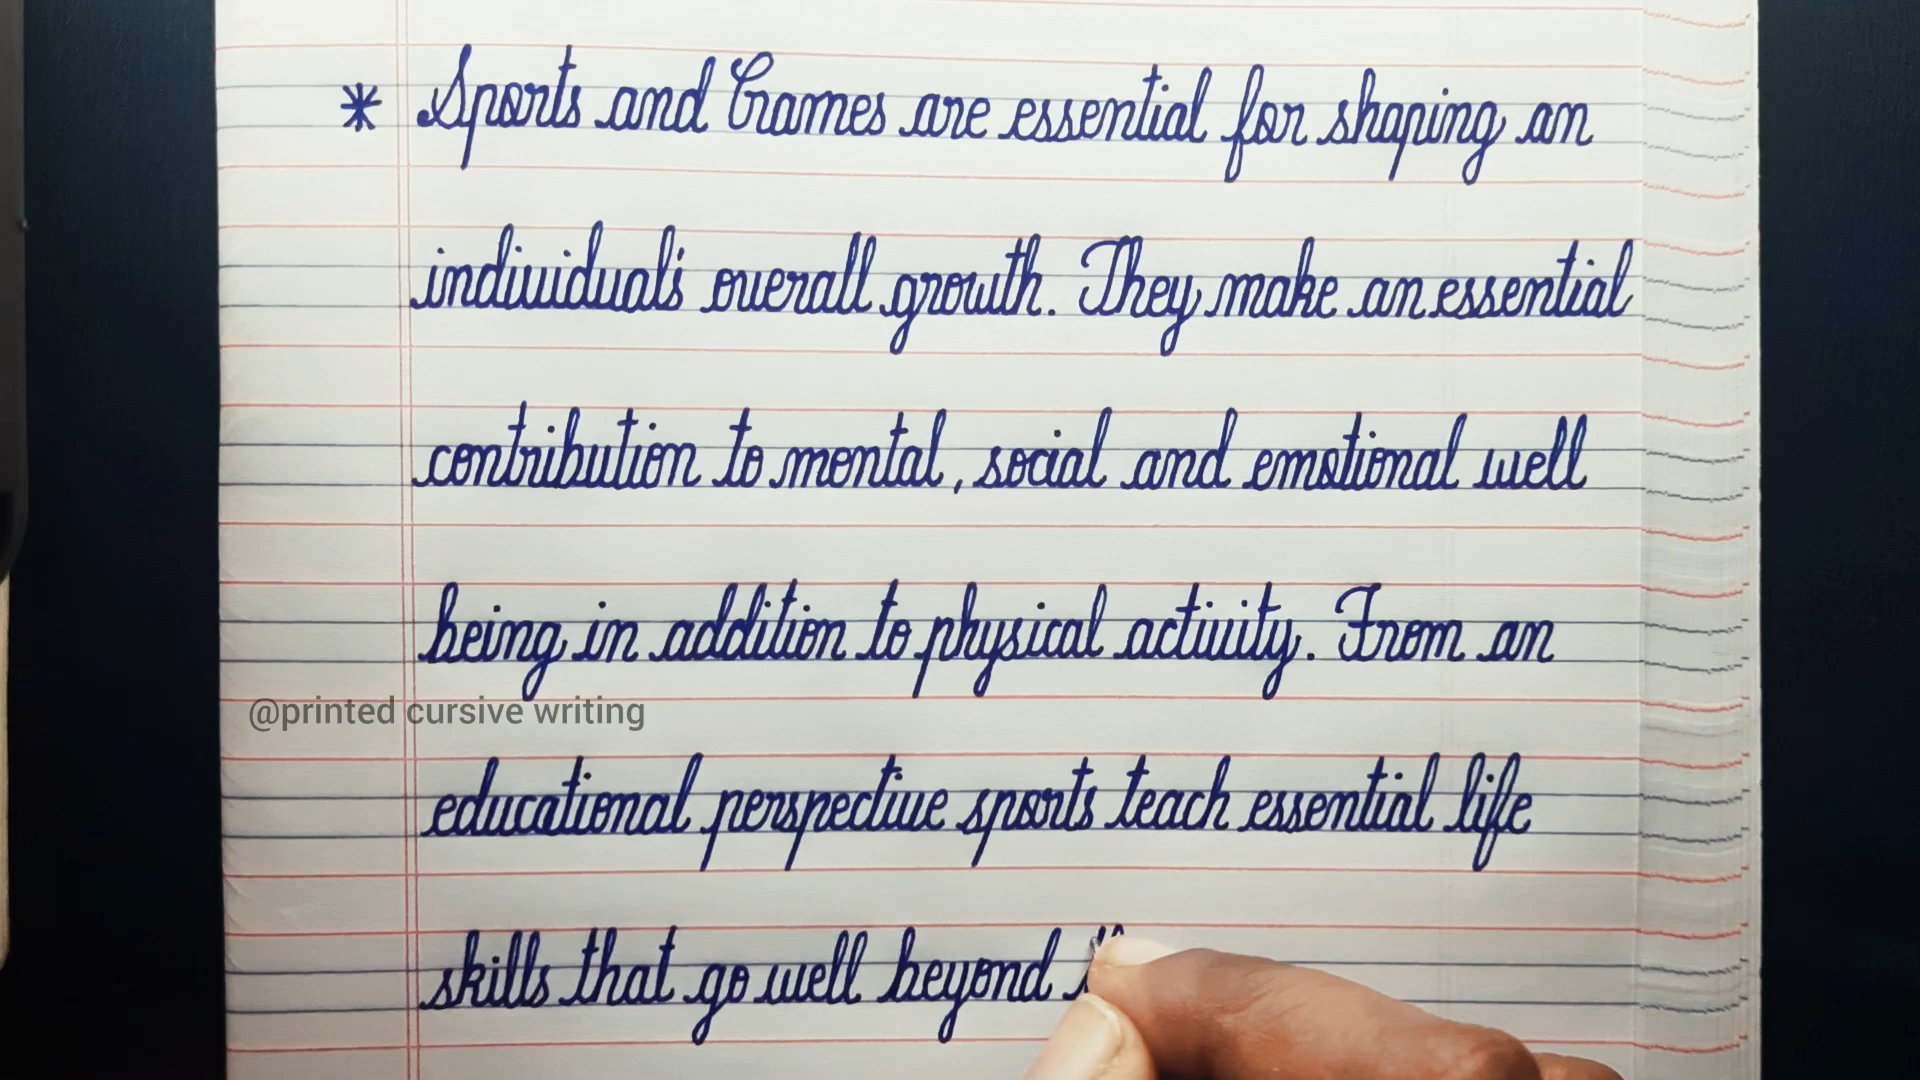 * Sports and Games are essential for shaping an
individual's overall growth. They make an essential
contribution to mental, social and emotional well
being in addition to physical activity. From an
@printed cursive writing
educational perspective sports teach essential life
skills that go well beyond